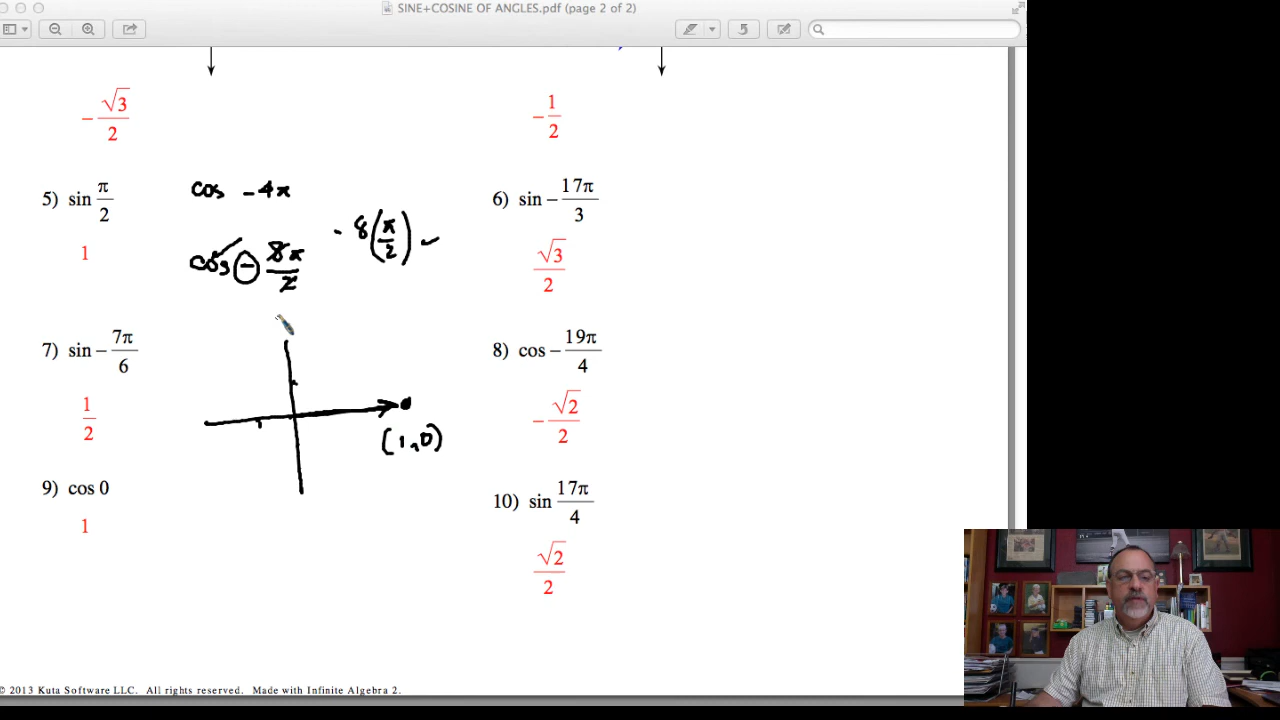 SINE+COSINE OF ANGLES.pdf (page 2 of 2)
-√3/2
-1/2
5) sin π/2
cos -4π
6) sin -17π/3
1
cos -8π/2
-8(π/2)
√3/2
7) sin -7π/6
8) cos -19π/4
1/2
(1,0)
-√2/2
9) cos 0
10) sin 17π/4
1
√2/2
© 2013 Kuta Software LLC. All rights reserved. Made with Infinite Algebra 2.